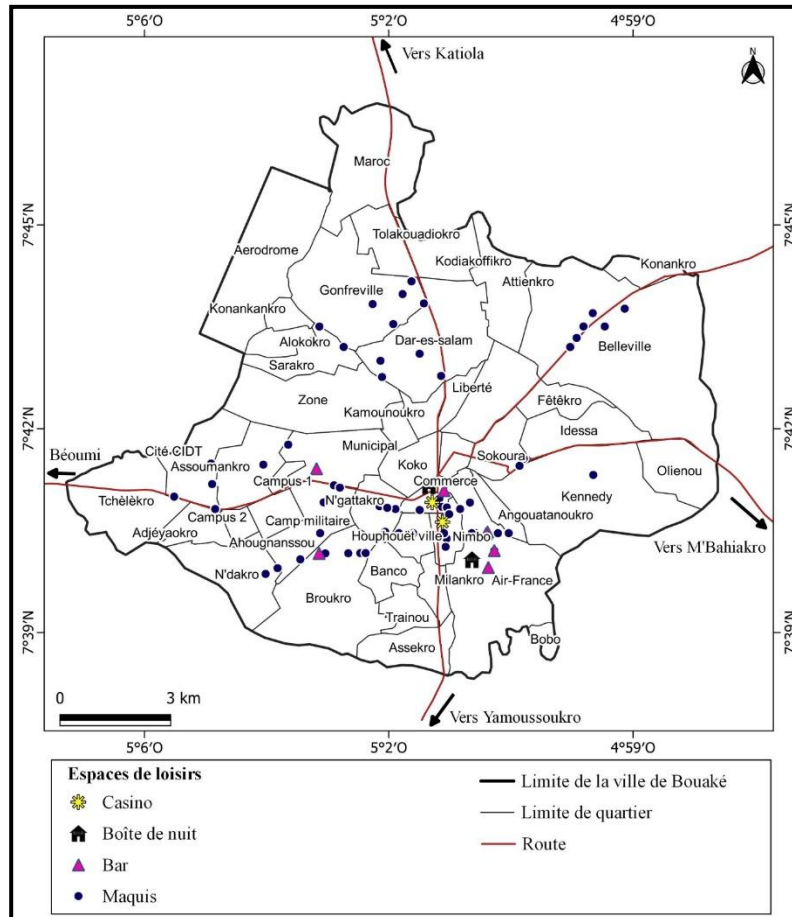 5°6'O 5°2'O 4°59'O
Vers Katiola
N
Maroc
7°45'N 7°45'N
Tolakouadiokro
Aerodrome
Kodiakoffikro
Konankro
Attienkro
Gonfreville
Konankankro
Alokokro
Dar-es-salam
Belleville
Sarakro
Liberté
Zone
Fêtêkro
Kamounoukro
7°42'N 7°42'N
Idessa
Municipal
Béoumi
Cité CIDT
Sokoura
Assoumankro
Koko
Olienou
Campus-1
Commerce
Kennedy
Tchèlèkro
N'gattakro
Angouatanoukro
Campus 2
Camp militaire
Adjéyaokro
Ahougnanssou
Houphouët ville
Nimbo
Vers M'Bahiakro
N'dakro
Banco
Milankro
Air-France
Broukro
Trainou
7°39'N 7°39'N
Bobo
Assekro
0 3 km
Vers Yamoussoukro
5°6'O 5°2'O 4°59'O
Espaces de loisirs
Casino
Boîte de nuit
Bar
Maquis
Limite de la ville de Bouaké
Limite de quartier
Route